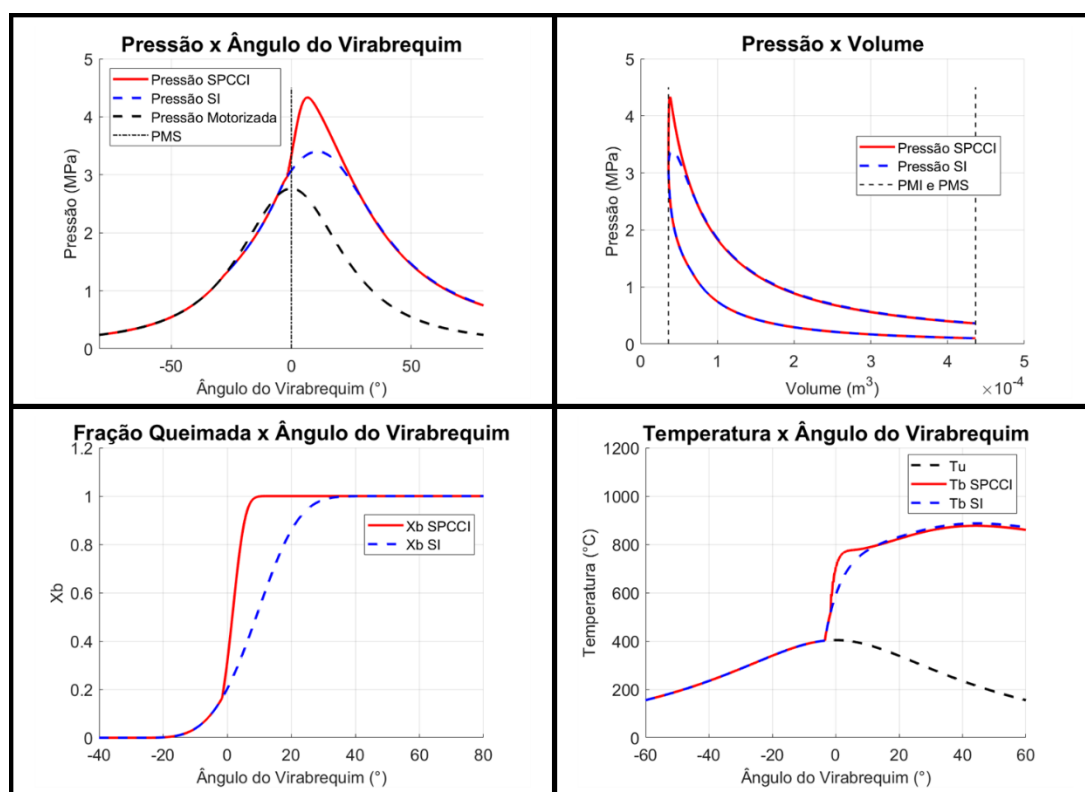 Pressão x Ângulo do Virabrequim
Pressão SPCCI
Pressão SI
Pressão Motorizada
PMS
Pressão (MPa)
5
4
3
2
1
0
-50
0
50
Ângulo do Virabrequim (°)
Pressão x Volume
Pressão SPCCI
Pressão SI
PMI e PMS
Pressão (MPa)
5
4
3
2
1
0
0
1
2
3
4
5
×10⁻⁴
Volume (m³)
Fração Queimada x Ângulo do Virabrequim
Xb SPCCI
Xb SI
Xb
1.2
1
0.8
0.6
0.4
0.2
0
-40
-20
0
20
40
60
80
Ângulo do Virabrequim (°)
Temperatura x Ângulo do Virabrequim
Tu
Tb SPCCI
Tb SI
Temperatura (°C)
1200
1000
800
600
400
200
0
-60
-40
-20
0
20
40
60
Ângulo do Virabrequim (°)